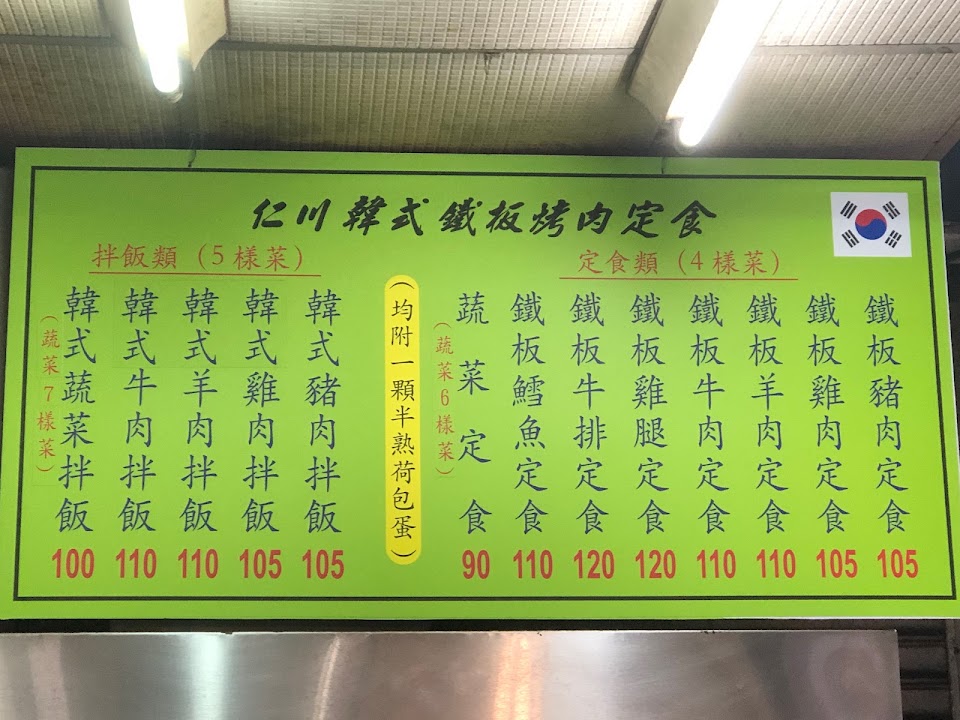 仁川韓式鐵板烤肉定食
定食類（4樣菜）
鐵板豬肉定食
105
鐵板雞肉定食
105
鐵板羊肉定食
110
鐵板牛肉定食
110
鐵板雞腿定食
120
鐵板牛排定食
120
鐵板鱈魚定食
110
蔬菜定食
90
（蔬菜6樣菜）
（均附一顆半熟荷包蛋）
拌飯類（5樣菜）
韓式豬肉拌飯
105
韓式雞肉拌飯
105
韓式羊肉拌飯
110
韓式牛肉拌飯
110
韓式蔬菜拌飯
100
（蔬菜7樣菜）